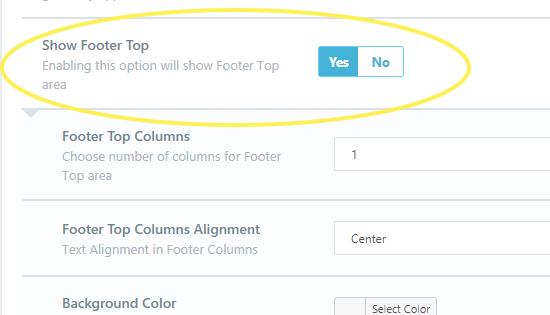 Show Footer Top
Enabling this option will show Footer Top
area
Yes No
Footer Top Columns
Choose number of columns for Footer
Top area
1
Footer Top Columns Alignment
Text Alignment in Footer Columns
Center
Background Color
Select Color